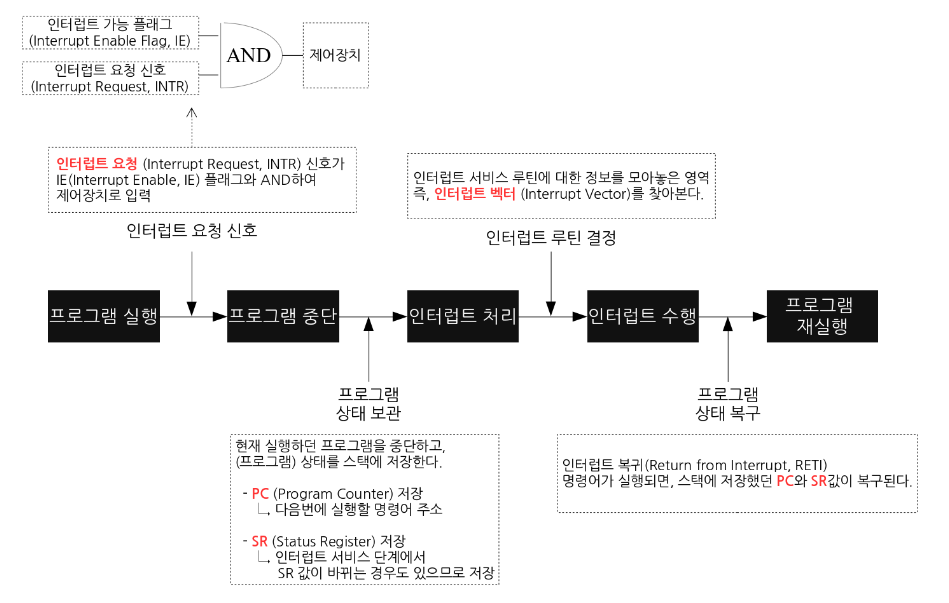 인터럽트 가능 플래그
(Interrupt Enable Flag, IE)
인터럽트 요청 신호
(Interrupt Request, INTR)
AND
제어장치
인터럽트 요청 (Interrupt Request, INTR) 신호가
IE(Interrupt Enable, IE) 플래그와 AND하여
제어장치로 입력
인터럽트 서비스 루틴에 대한 정보를 모아놓은 영역
즉, 인터럽트 벡터 (Interrupt Vector)를 찾아본다.
인터럽트 요청 신호
인터럽트 루틴 결정
프로그램 실행
프로그램 중단
인터럽트 처리
인터럽트 수행
프로그램
재실행
프로그램
상태 보관
프로그램
상태 복구
현재 실행하던 프로그램을 중단하고,
(프로그램) 상태를 스택에 저장한다.
- PC (Program Counter) 저장
다음번에 실행할 명령어 주소
- SR (Status Register) 저장
인터럽트 서비스 단계에서
SR 값이 바뀌는 경우도 있으므로 저장
인터럽트 복귀(Return from Interrupt, RETI)
명령어가 실행되면, 스택에 저장했던 PC와 SR값이 복구된다.